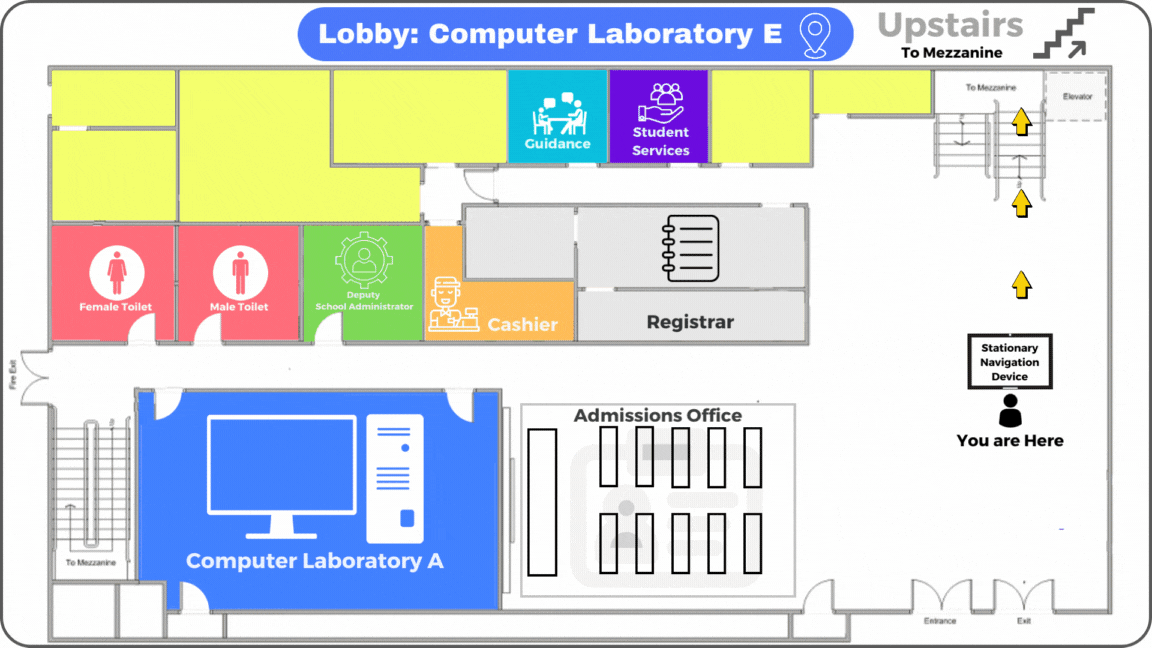 Lobby: Computer Laboratory E
Upstairs
To Mezzanine
To Mezzanine
Elevator
Guidance
Student
Services
Female Toilet
Male Toilet
Deputy
School Administrator
Cashier
Registrar
Stationary
Navigation
Device
You are Here
Fire Exit
Admissions Office
Computer Laboratory A
To Mezzanine
Entrance
Exit